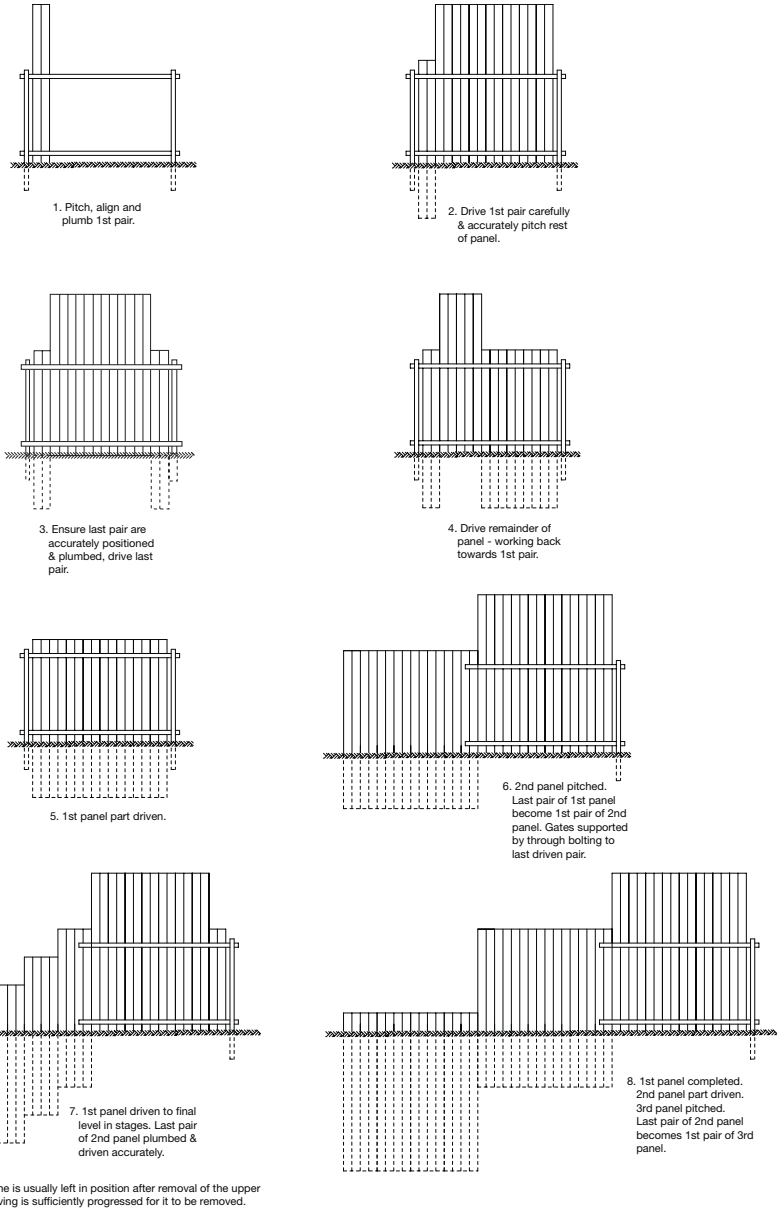 1. Pitch, align and
plumb 1st pair.
2. Drive 1st pair carefully
& accurately pitch rest
of panel.
3. Ensure last pair are
accurately positioned
& plumbed, drive last
pair.
4. Drive remainder of
panel - working back
towards 1st pair.
5. 1st panel part driven.
6. 2nd panel pitched.
Last pair of 1st panel
become 1st pair of 2nd
panel. Gates supported
by through bolting to
last driven pair.
7. 1st panel driven to final
level in stages. Last pair
of 2nd panel plumbed &
driven accurately.
8. 1st panel completed.
2nd panel part driven.
3rd panel pitched.
Last pair of 2nd panel
becomes 1st pair of 3rd
panel.
is usually left in position after removal of the upper
is sufficiently progressed for it to be removed.